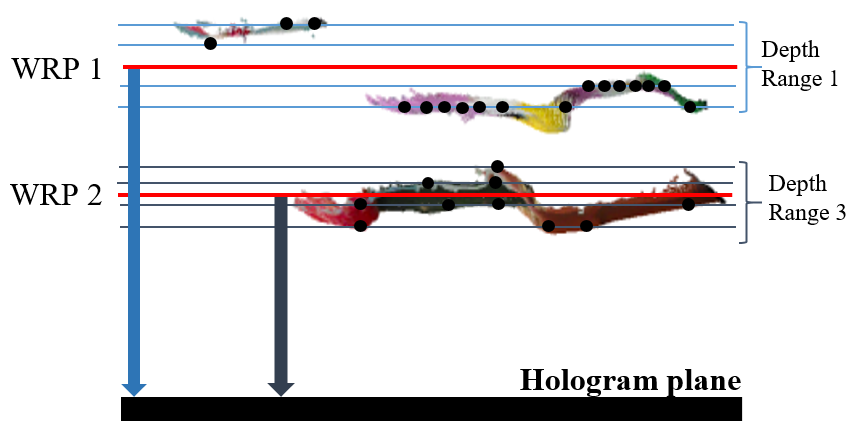 WRP 1
Depth
Range 1
WRP 2
Depth
Range 3
Hologram plane